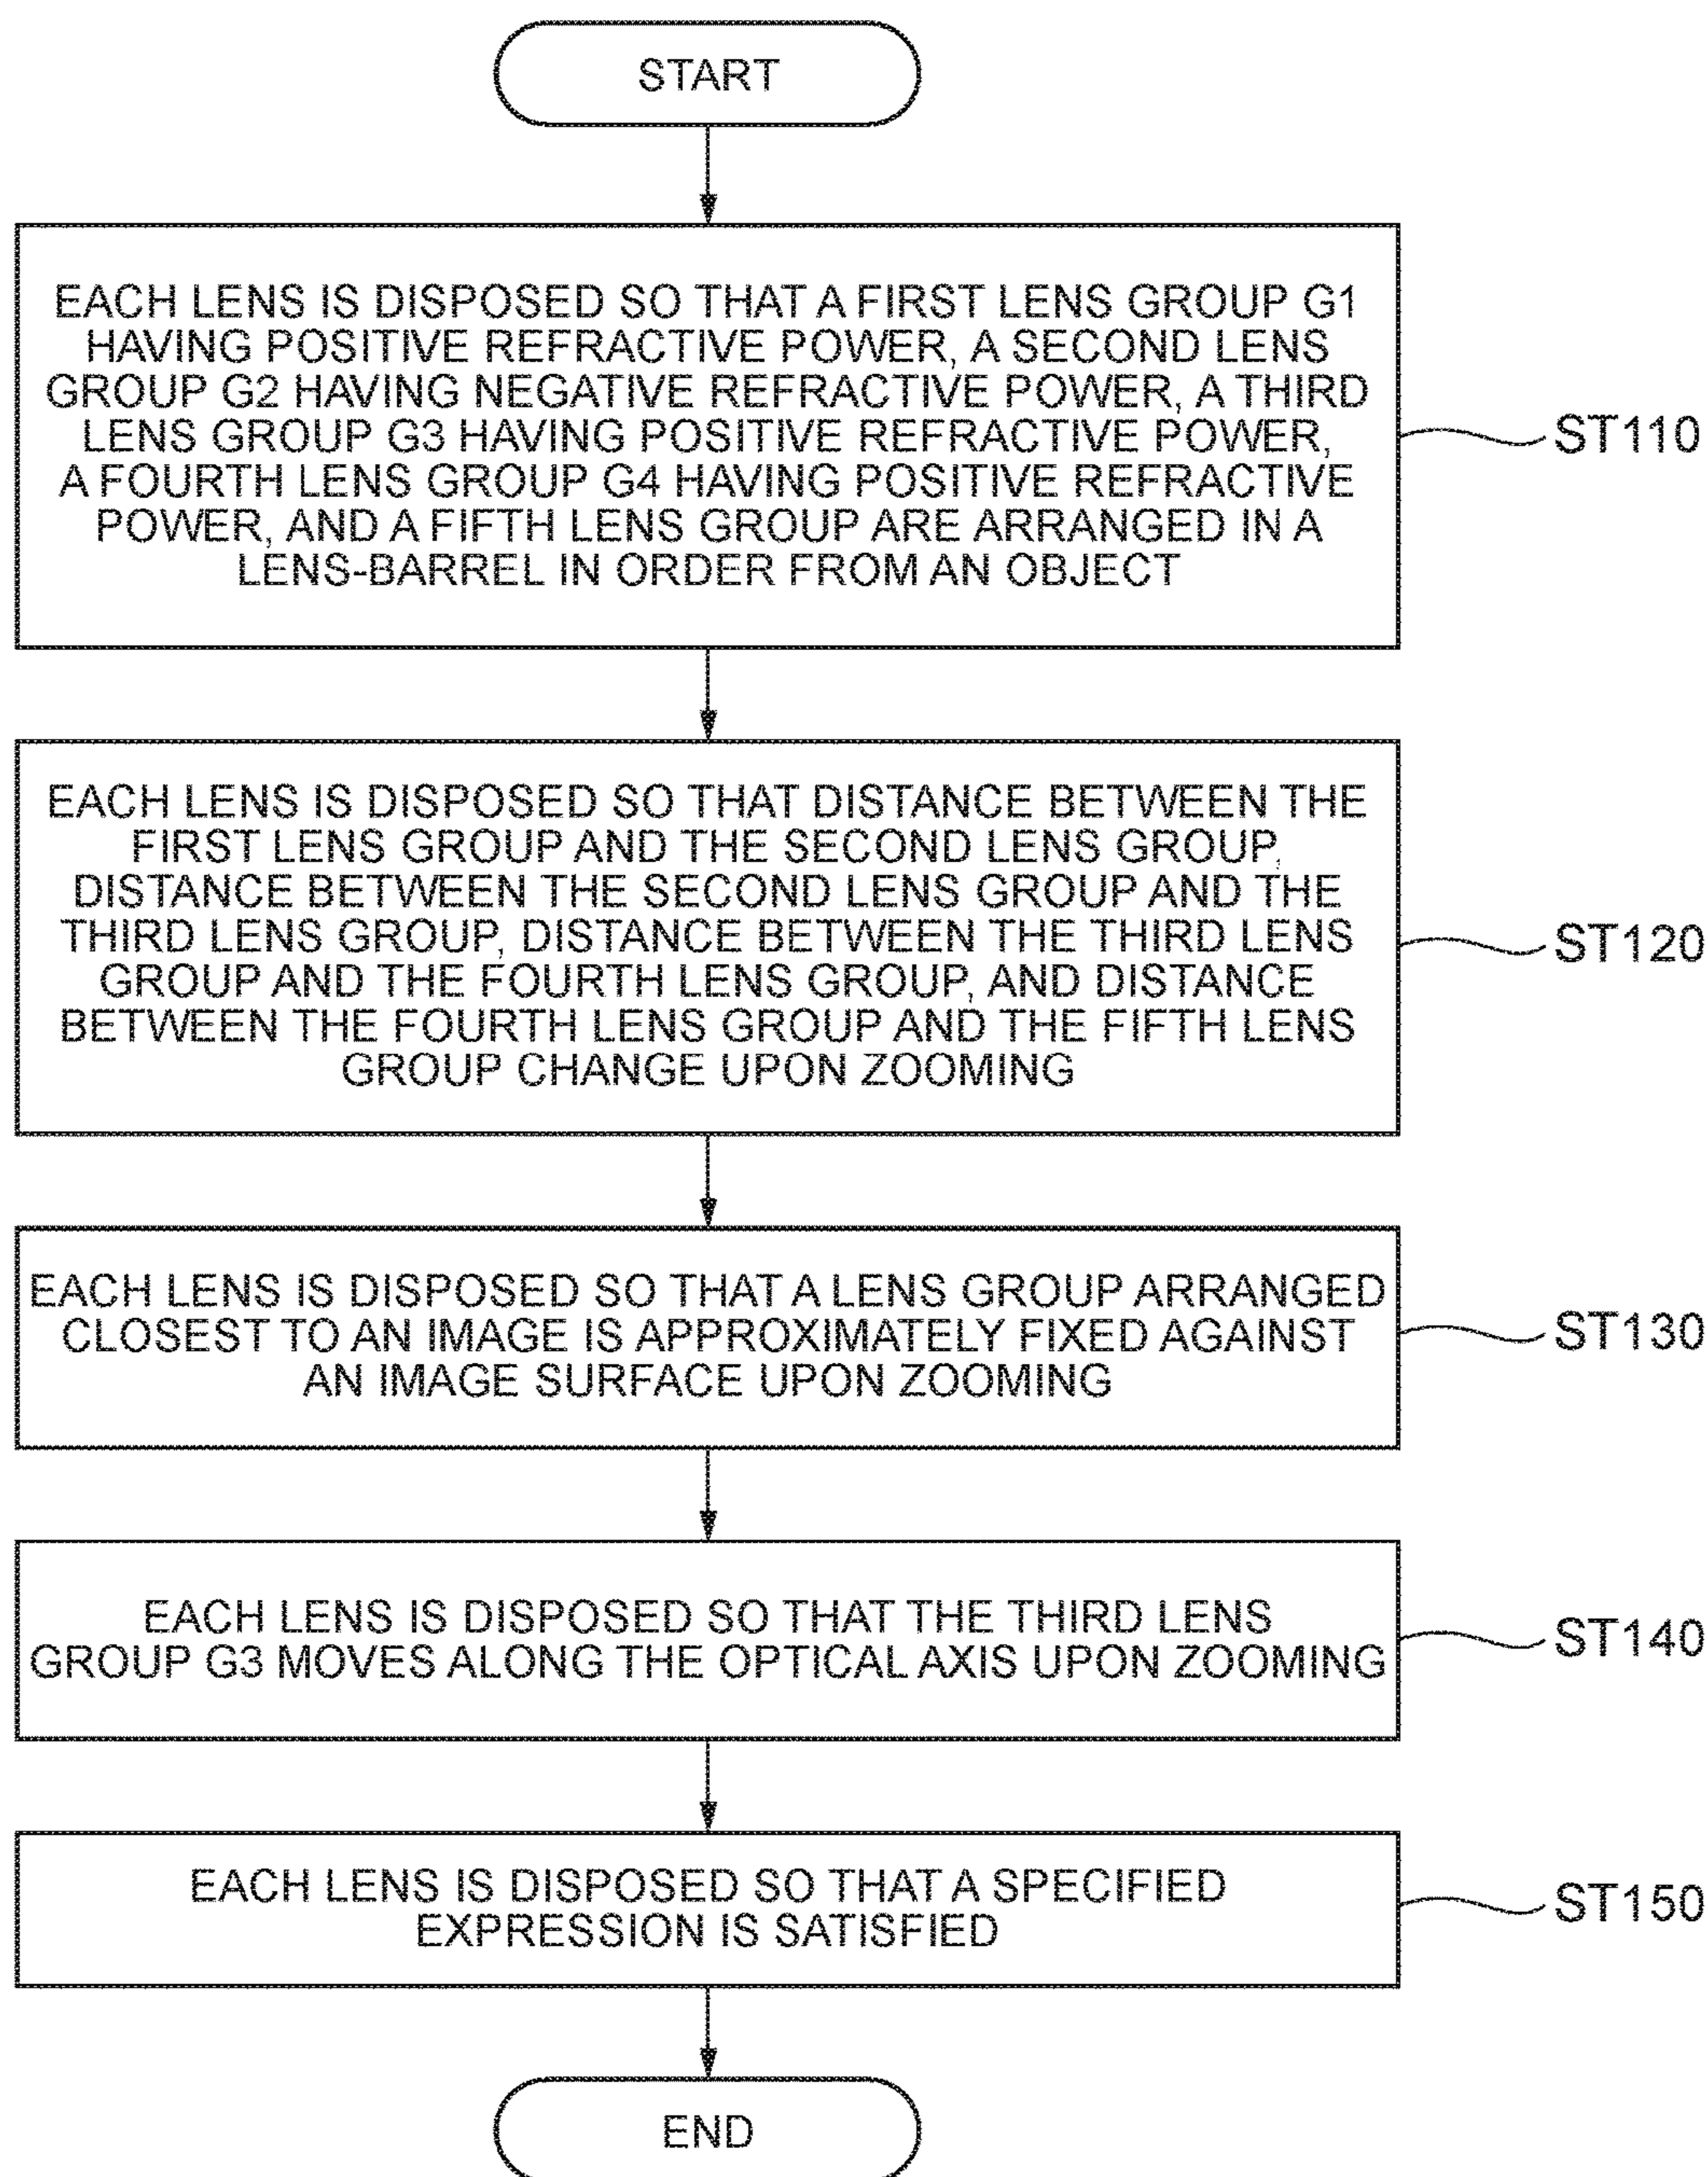 START
EACH LENS IS DISPOSED SO THAT A FIRST LENS GROUP G1
HAVING POSITIVE REFRACTIVE POWER, A SECOND LENS
GROUP G2 HAVING NEGATIVE REFRACTIVE POWER, A THIRD
LENS GROUP G3 HAVING POSITIVE REFRACTIVE POWER,
A FOURTH LENS GROUP G4 HAVING POSITIVE REFRACTIVE
POWER, AND A FIFTH LENS GROUP ARE ARRANGED IN A
LENS-BARREL IN ORDER FROM AN OBJECT
ST110
EACH LENS IS DISPOSED SO THAT DISTANCE BETWEEN THE
FIRST LENS GROUP AND THE SECOND LENS GROUP,
DISTANCE BETWEEN THE SECOND LENS GROUP AND THE
THIRD LENS GROUP, DISTANCE BETWEEN THE THIRD LENS
GROUP AND THE FOURTH LENS GROUP, AND DISTANCE
BETWEEN THE FOURTH LENS GROUP AND THE FIFTH LENS
GROUP CHANGE UPON ZOOMING
ST120
EACH LENS IS DISPOSED SO THAT A LENS GROUP ARRANGED
CLOSEST TO AN IMAGE IS APPROXIMATELY FIXED AGAINST
AN IMAGE SURFACE UPON ZOOMING
ST130
EACH LENS IS DISPOSED SO THAT THE THIRD LENS
GROUP G3 MOVES ALONG THE OPTICAL AXIS UPON ZOOMING
ST140
EACH LENS IS DISPOSED SO THAT A SPECIFIED
EXPRESSION IS SATISFIED
ST150
END